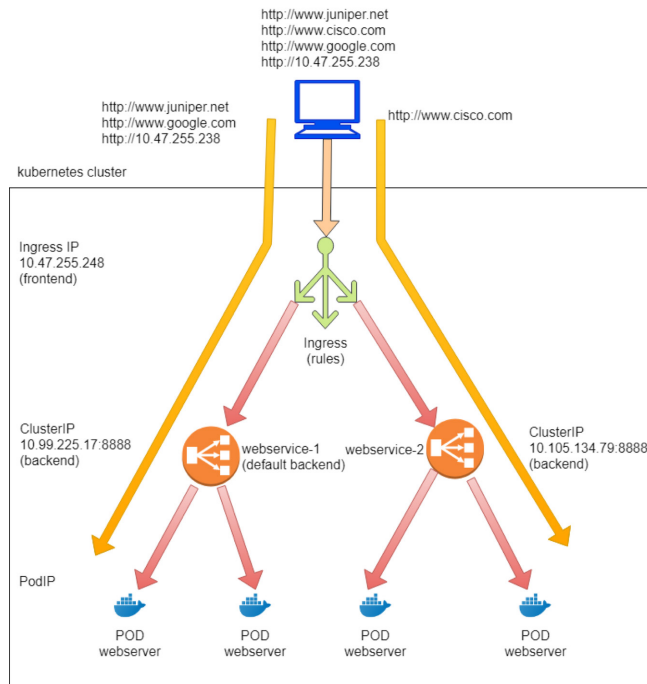 http://www.juniper.net
http://www.cisco.com
http://www.google.com
http://10.47.255.238
http://www.juniper.net
http://www.google.com
http://10.47.255.238
http://www.cisco.com
kubernetes cluster
Ingress IP
10.47.255.248
(frontend)
Ingress
(rules)
ClusterIP
10.99.225.17:8888
(backend)
webservice-1
(default backend)
webservice-2
ClusterIP
10.105.134.79:8888
(backend)
PodIP
POD
webserver
POD
webserver
POD
webserver
POD
webserver